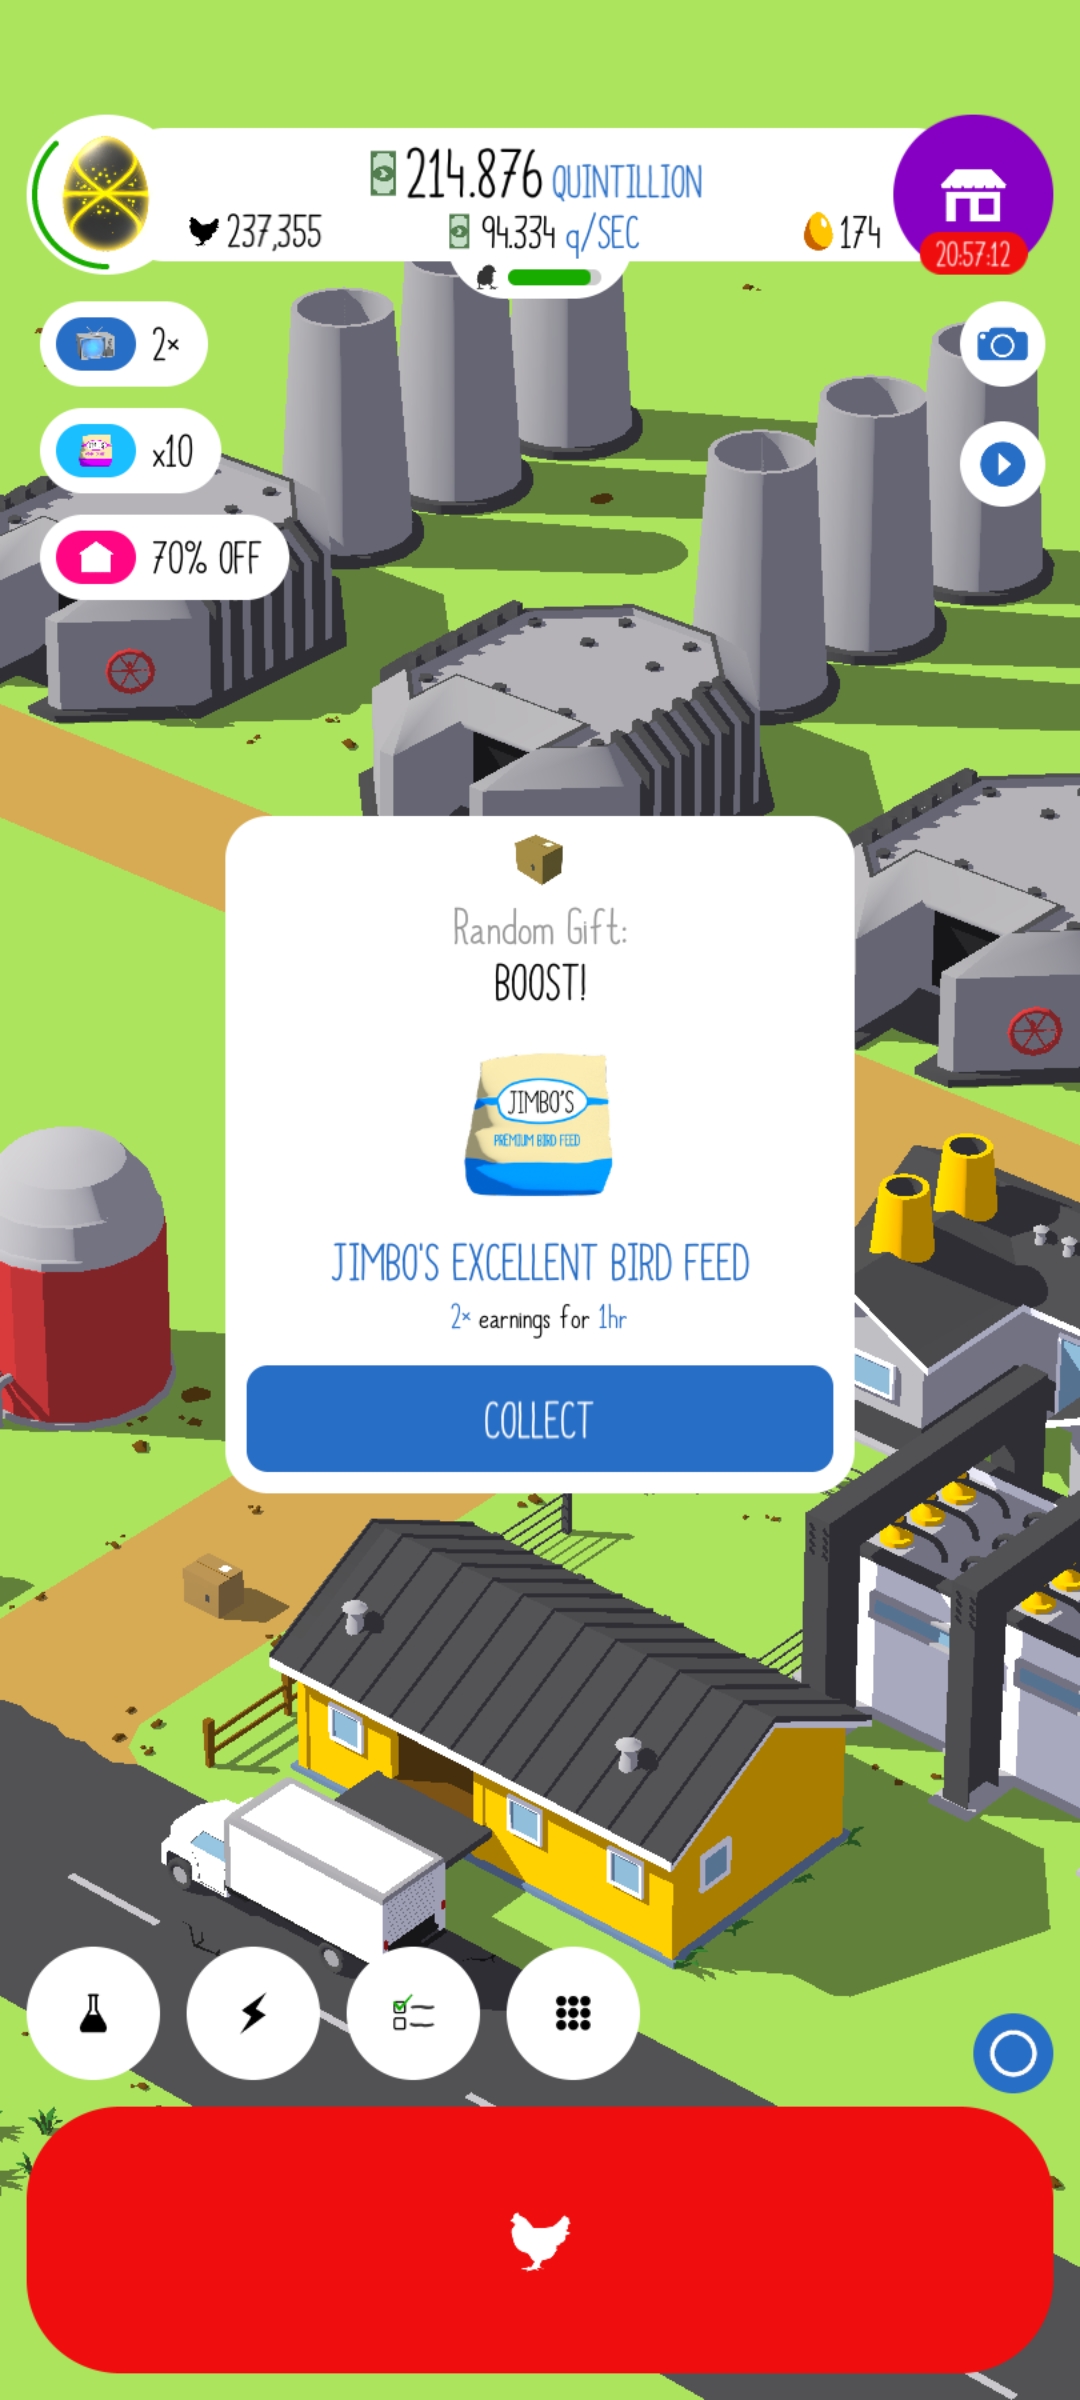 214.876 QUINTILLION
237,355
94.334 q/SEC
174
20:57:12
2×
x10
70% OFF
Random Gift:
BOOST!
JIMBO'S
PREMIUM BIRD FEED
JIMBO'S EXCELLENT BIRD FEED
2× earnings for 1hr
COLLECT